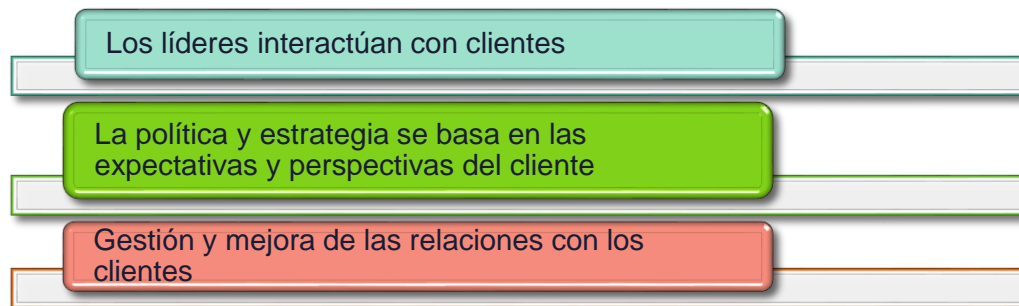 Los líderes interactúan con clientes
La política y estrategia se basa en las
expectativas y perspectivas del cliente
Gestión y mejora de las relaciones con los
clientes